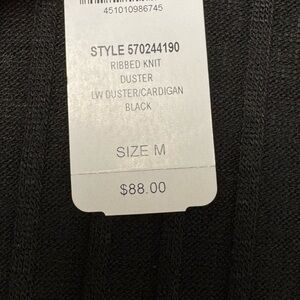 451010986745
STYLE 570244190
RIBBED KNIT
DUSTER
LW DUSTER/CARDIGAN
BLACK
SIZE M
$88.00